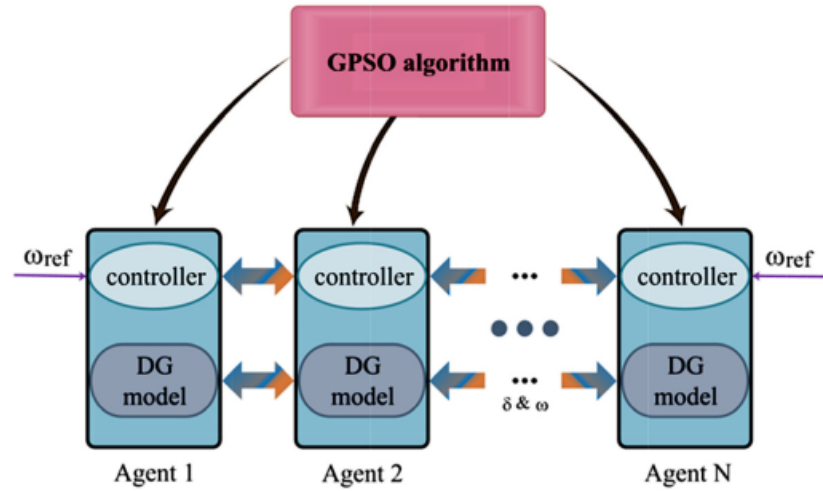 GPSO algorithm
ωref
controller
controller
...
controller
ωref
DG
model
DG
model
...
δ & ω
DG
model
Agent 1
Agent 2
Agent N